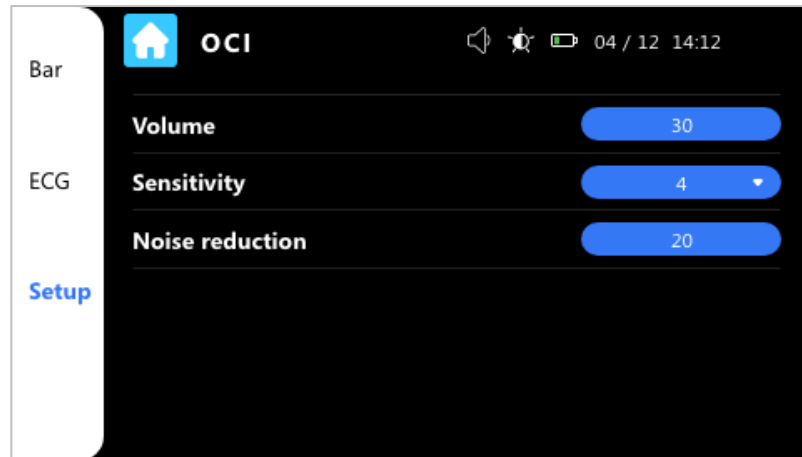 OCI 04 / 12 14:12
Bar
Volume 30
ECG
Sensitivity 4
Noise reduction 20
Setup